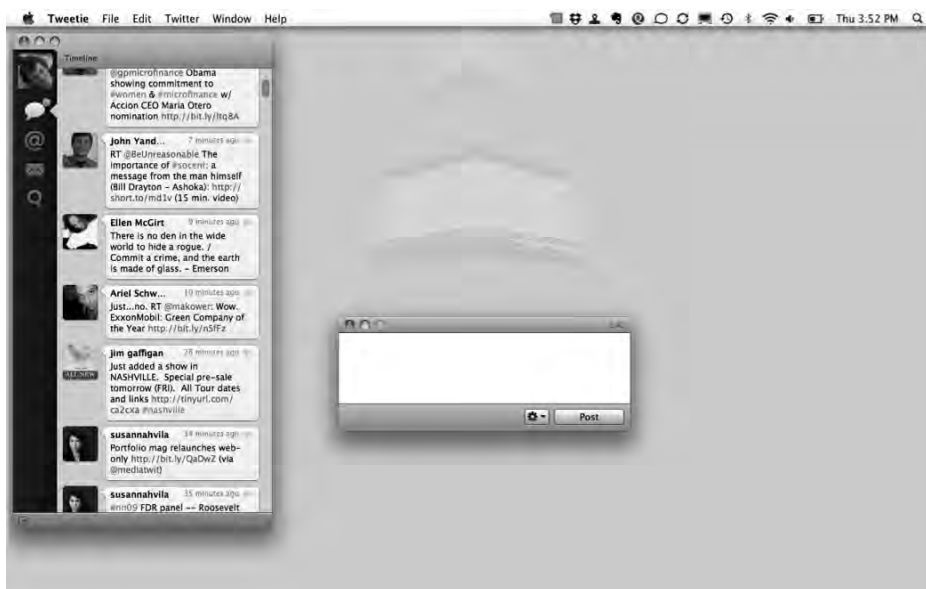 Tweetie File Edit Twitter Window Help
Thu 3:52 PM
Timeline
@gpmicrofinance Obama
showing commitment to
#women & #microfinance w/
Accion CEO Maria Otero
nomination http://bit.ly/ltq8A
John Yand... 7 minutes ago
RT @BeUnreasonable The
importance of #socent: a
message from the man himself
(Bill Drayton - Ashoka): http://
short.to/md1v (15 min. video)
Ellen McGirt 9 minutes ago
There is no den in the wide
world to hide a rogue. /
Commit a crime, and the earth
is made of glass. - Emerson
Ariel Schw... 10 minutes ago
Just...no. RT @makower: Wow.
ExxonMobil: Green Company of
the Year http://bit.ly/nSfFz
jim gaffigan 28 minutes ago
Just added a show in
NASHVILLE. Special pre-sale
tomorrow (FRI). All Tour dates
and links http://tinyurl.com/
ca2cxa #nashville
ALL NEW
susannahvila 34 minutes ago
Portfolio mag relaunches web-
only http://bit.ly/QaDwZ (via
@mediatwit)
susannahvila 35 minutes ago
#nn09 FDR panel -- Roosevelt
140
Post